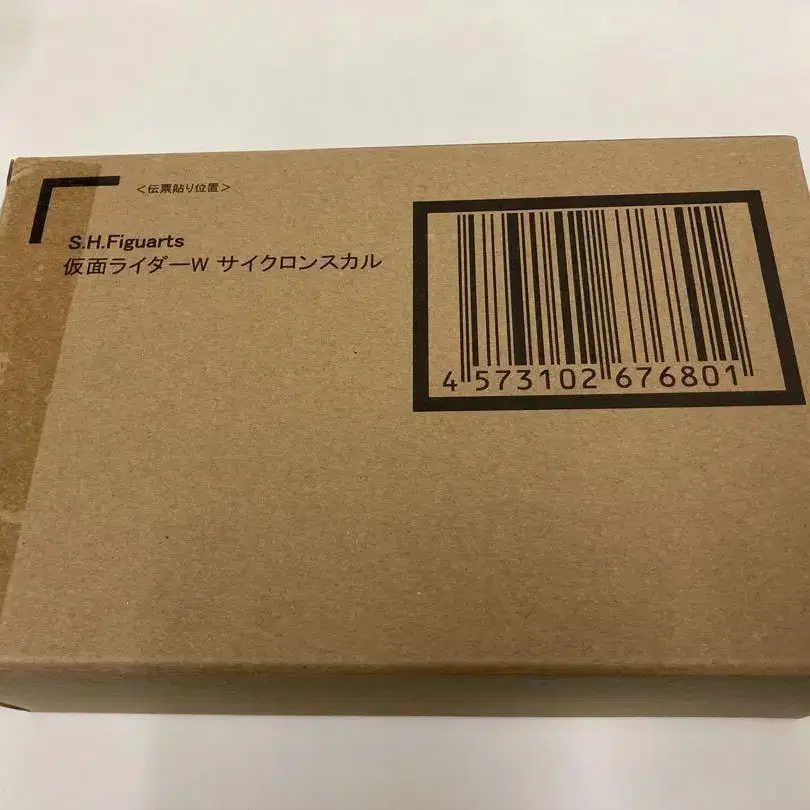 <伝票貼り位置>
S.H.Figuarts
仮面ライダーW サイクロンスカル
4 573102 676801